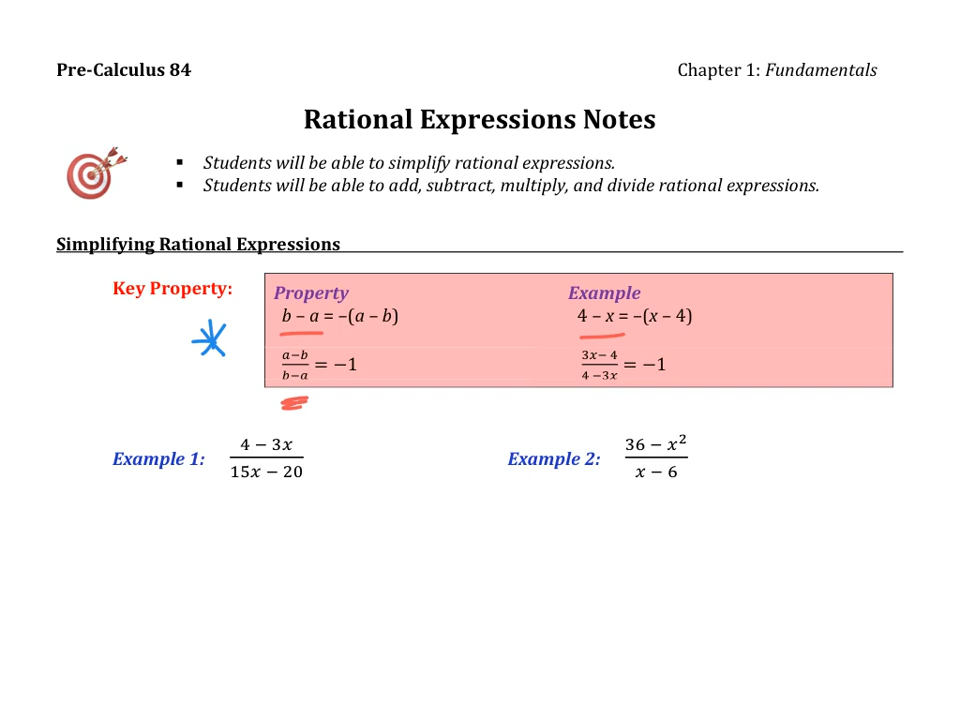 Pre-Calculus 84 Chapter 1: Fundamentals
Rational Expressions Notes
▪ Students will be able to simplify rational expressions.
▪ Students will be able to add, subtract, multiply, and divide rational expressions.
Simplifying Rational Expressions
Key Property: Property Example
b – a = –(a – b) 4 – x = –(x – 4)
a−b/b−a = −1 3x− 4/4 −3x = −1
Example 1: 4 − 3x/15x − 20 Example 2: 36 − x²/x − 6